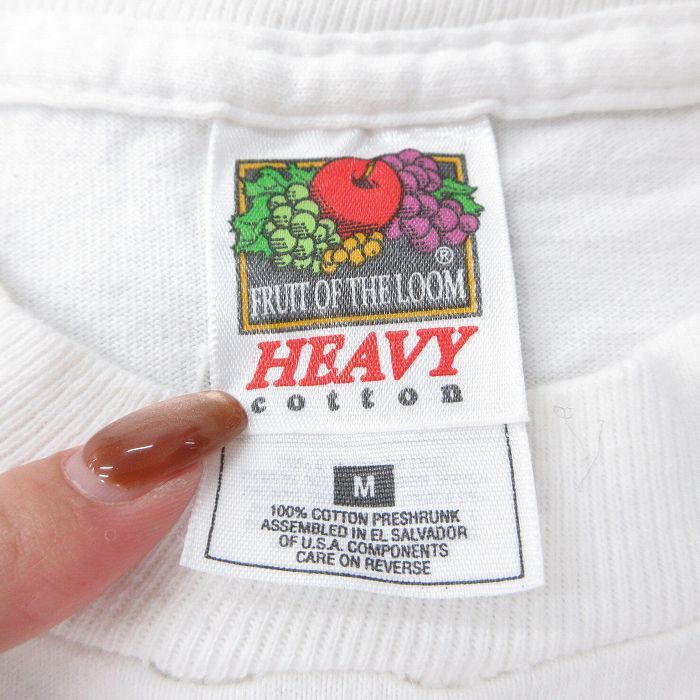 ®
FRUIT OF THE LOOM
HEAVY
cotton
M
100% COTTON PRESHRUNK
ASSEMBLED IN EL SALVADOR
OF U.S.A. COMPONENTS
CARE ON REVERSE